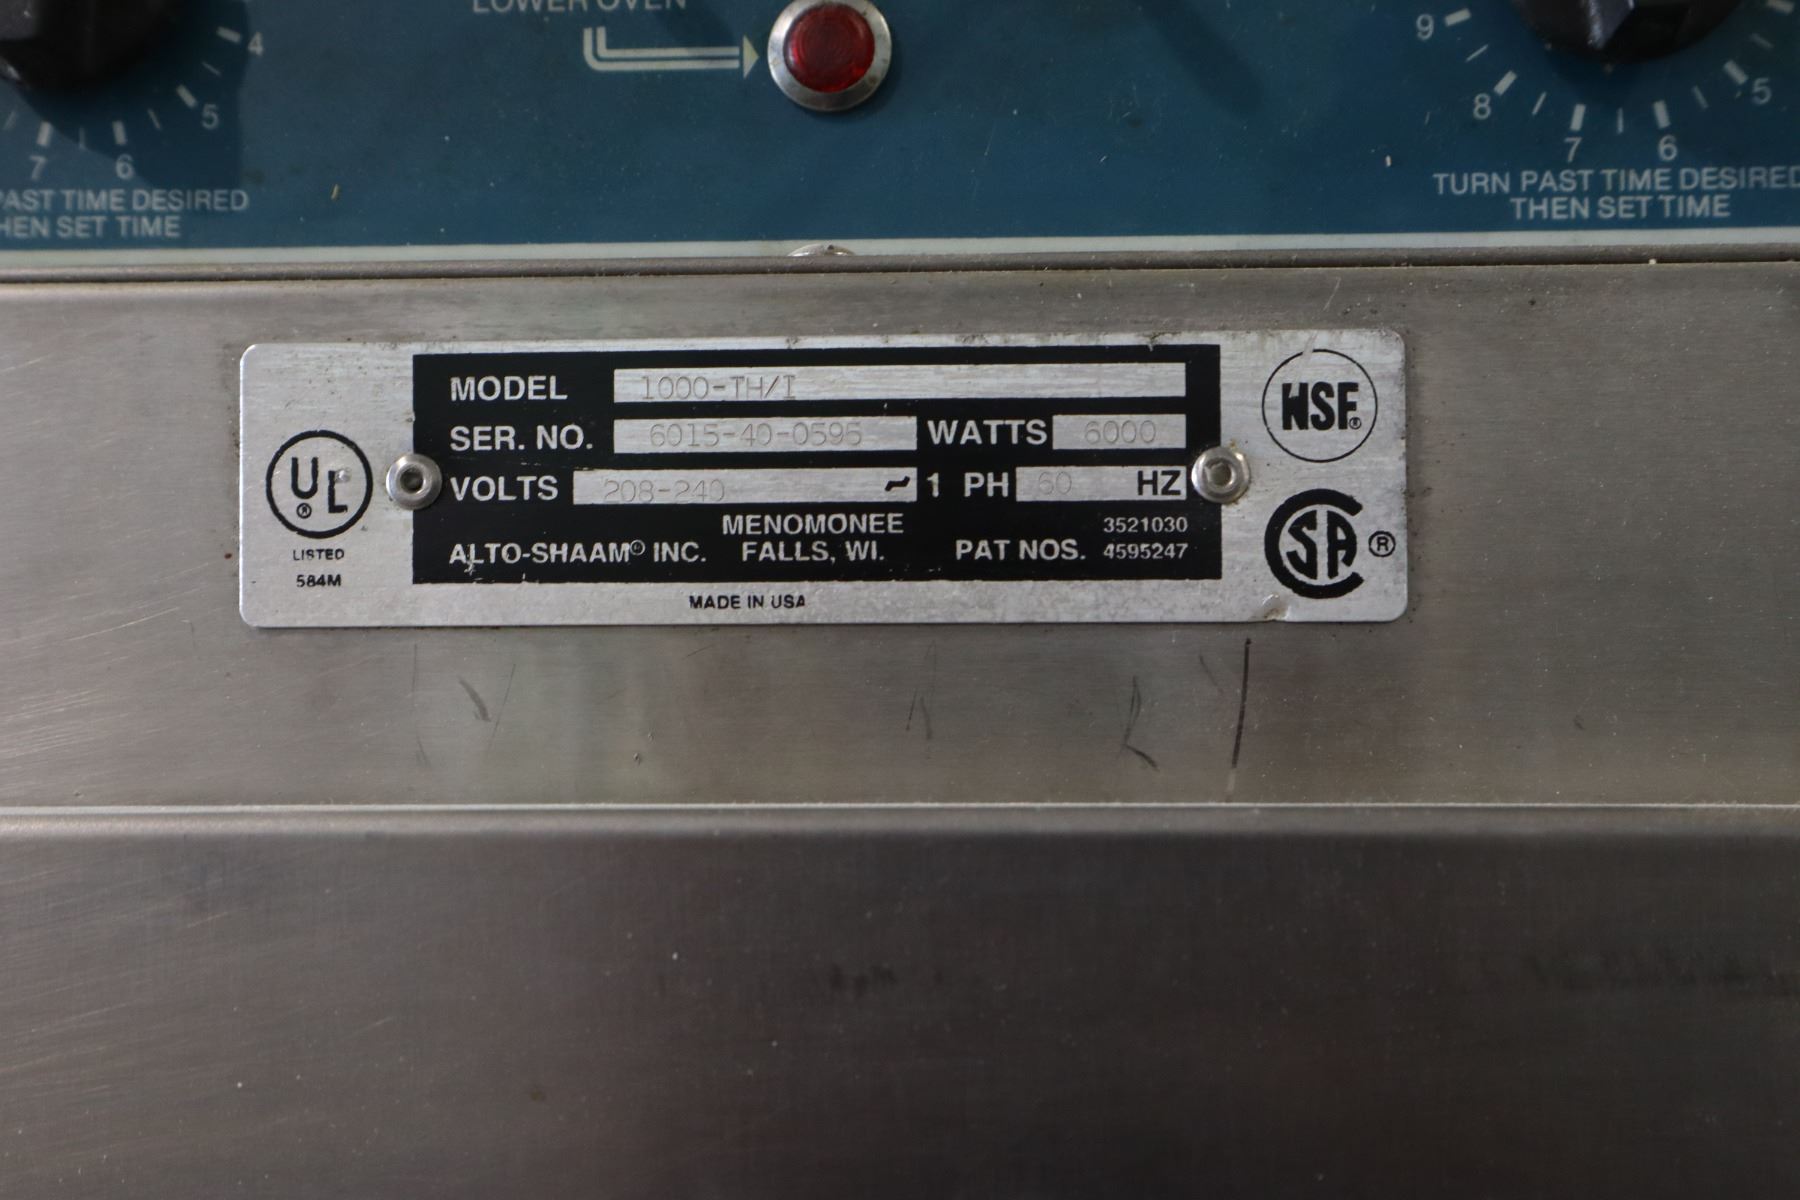 LOWER OVEN
4
5
6
7
PAST TIME DESIRED
THEN SET TIME
9
8
7
6
5
TURN PAST TIME DESIRED
THEN SET TIME
MODEL 1000-TH/I
SER. NO. 6015-40-0595 WATTS 6000
VOLTS 208-240 ~ 1 PH 60 HZ
MENOMONEE
ALTO-SHAAM® INC. FALLS, WI.
PAT NOS. 3521030
4595247
MADE IN USA
UL ®
LISTED
584M
NSF®
CSA ®